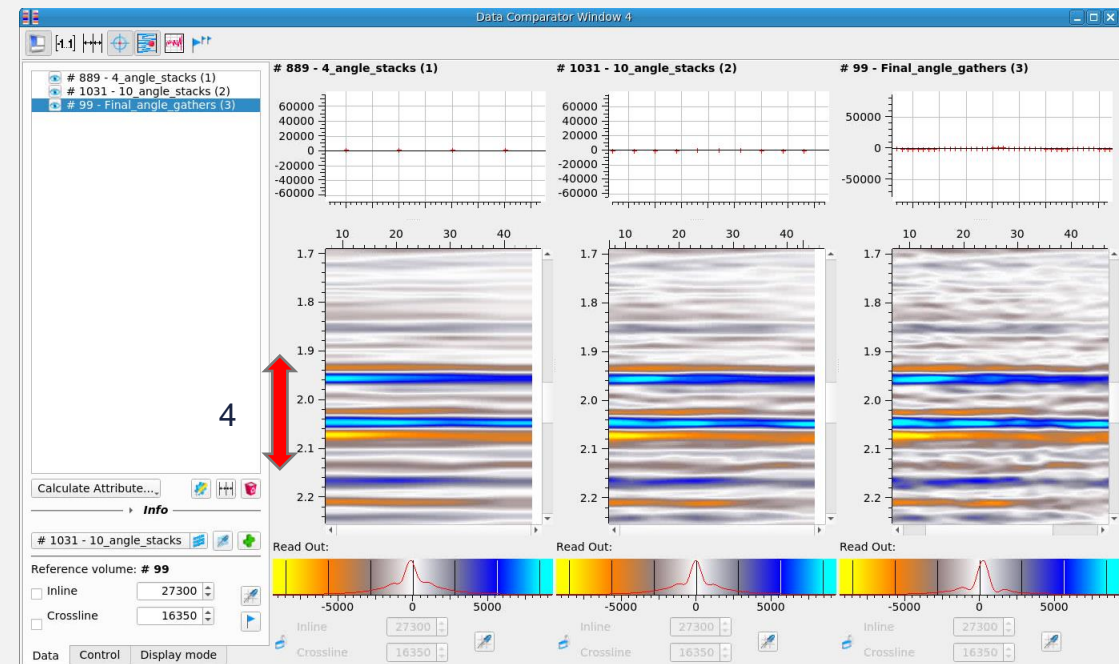 Data Comparator Window 4
[-1..1]
# 889 - 4_angle_stacks (1)
# 1031 - 10_angle_stacks (2)
# 99 - Final_angle_gathers (3)
4
Calculate Attribute...
Info
# 1031 - 10_angle_stacks
Reference volume: # 99
Inline 27300
Crossline 16350
Data Control Display mode
# 889 - 4_angle_stacks (1)
60000
40000
20000
0
-20000
-40000
-60000
10 20 30 40
1.7
1.8
1.9
2.0
2.1
2.2
Read Out:
-5000 0 5000
Inline 27300
Crossline 16350
# 1031 - 10_angle_stacks (2)
60000
40000
20000
0
-20000
-40000
-60000
10 20 30 40
1.7
1.8
1.9
2.0
2.1
2.2
Read Out:
-5000 0 5000
Inline 27300
Crossline 16350
# 99 - Final_angle_gathers (3)
50000
0
-50000
10 20 30 40
1.7
1.8
1.9
2.0
2.1
2.2
Read Out:
-5000 0 5000
Inline 27300
Crossline 16350